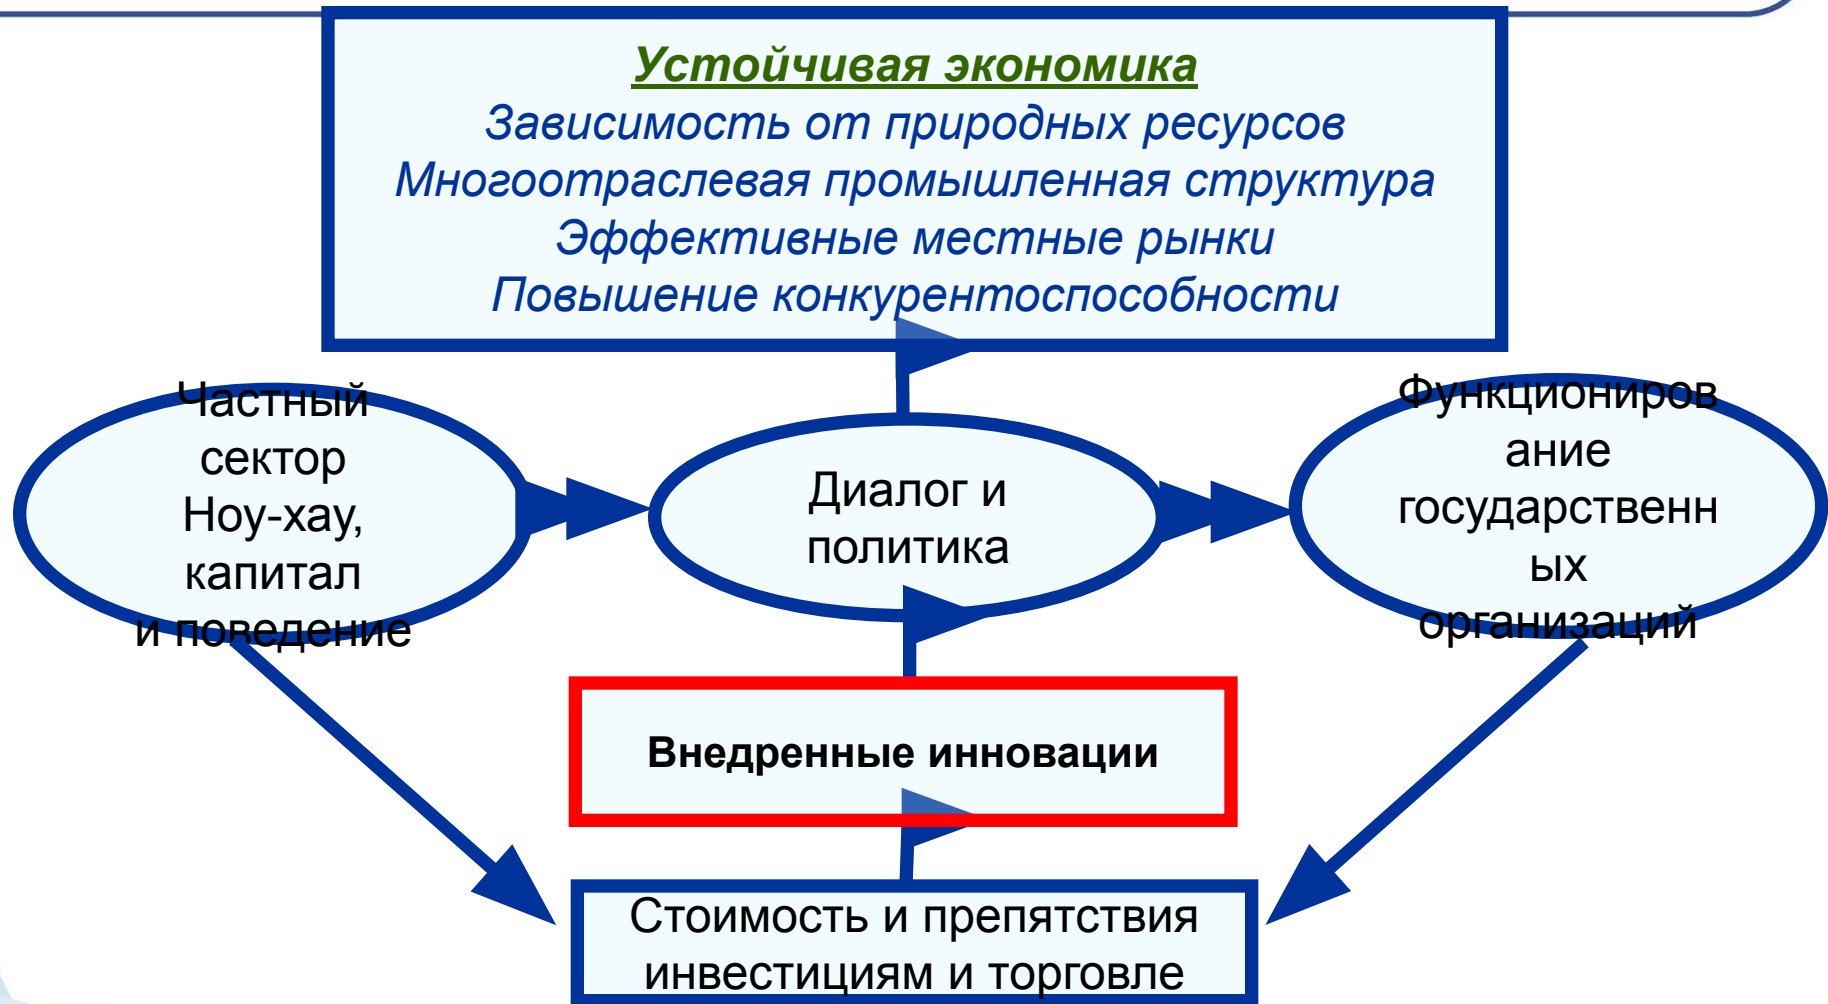 Устойчивая экономика
Зависимость от природных ресурсов
Многоотраслевая промышленная структура
Эффективные местные рынки
Повышение конкурентоспособности
Частный
сектор
Ноу-хау,
капитал
и поведение
Диалог и
политика
Функциониров
ание
государственн
ых
организаций
Внедренные инновации
Стоимость и препятствия
инвестициям и торговле